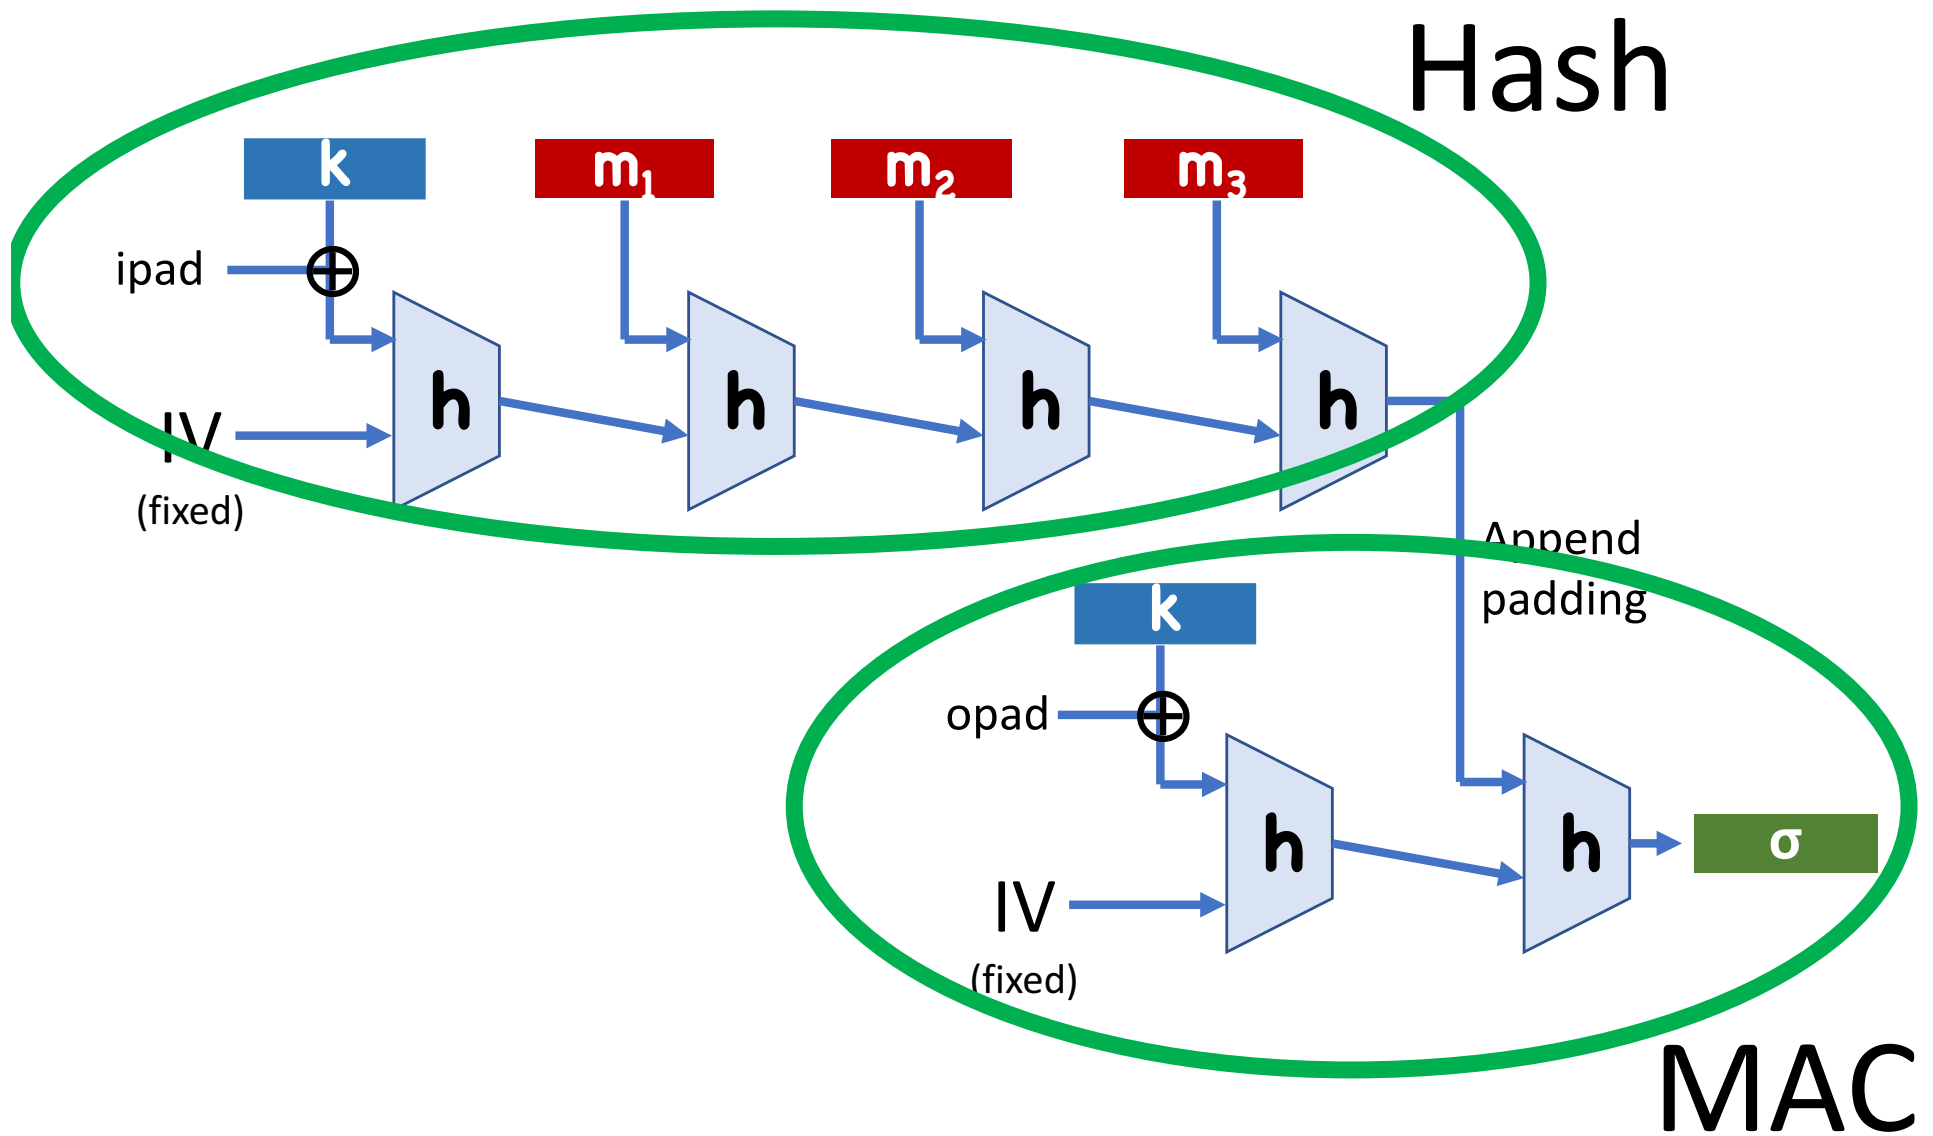 Hash
k
m1
m2
m3
ipad
h
h
h
h
IV
(fixed)
Append
padding
k
opad
h
h
σ
IV
(fixed)
MAC